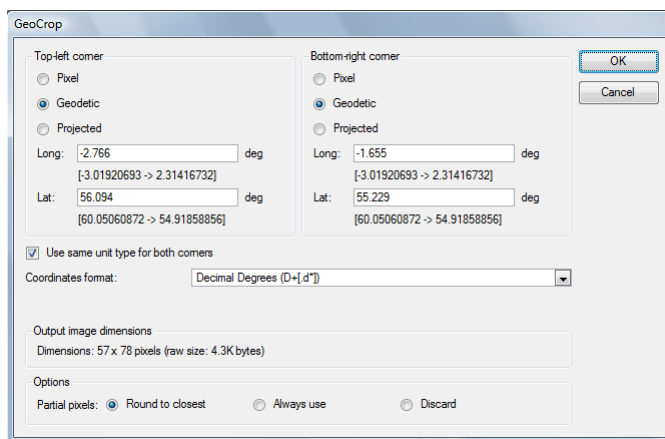 GeoCrop
Top-left corner
Pixel
Geodetic
Projected
Long: -2.766 deg
[-3.01920693 -> 2.31416732]
Lat: 56.094 deg
[60.05060872 -> 54.91858856]
Bottom-right corner
Pixel
Geodetic
Projected
Long: -1.655 deg
[-3.01920693 -> 2.31416732]
Lat: 55.229 deg
[60.05060872 -> 54.91858856]
OK
Cancel
Use same unit type for both corners
Coordinates format: Decimal Degrees (D+[.d*])
Output image dimensions
Dimensions: 57 x 78 pixels (raw size: 4.3K bytes)
Options
Partial pixels: Round to closest Always use Discard